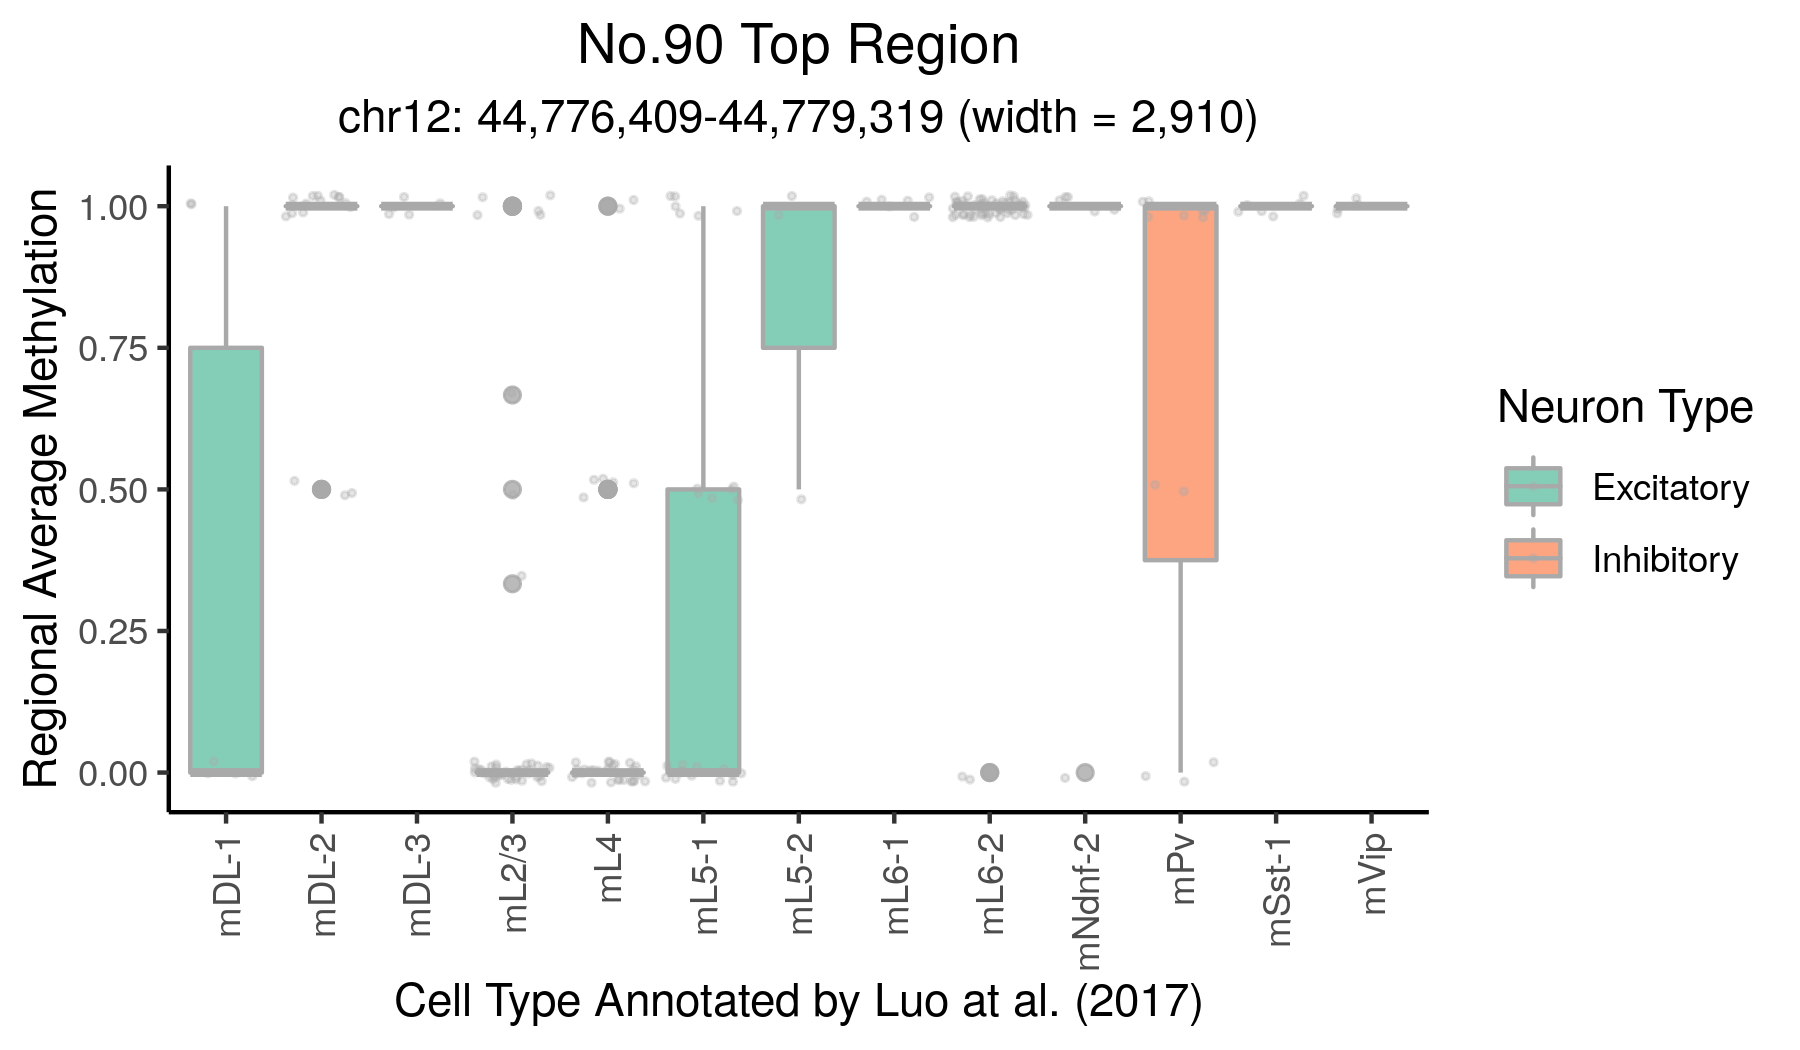 No.90 Top Region
chr12: 44,776,409-44,779,319 (width = 2,910)
Regional Average Methylation
1.00
0.75
0.50
0.25
0.00
mDL-1
mDL-2
mDL-3
mL2/3
mL4
mL5-1
mL5-2
mL6-1
mL6-2
mNdnf-2
mPv
mSst-1
mVip
Cell Type Annotated by Luo at al. (2017)
Neuron Type
Excitatory
Inhibitory